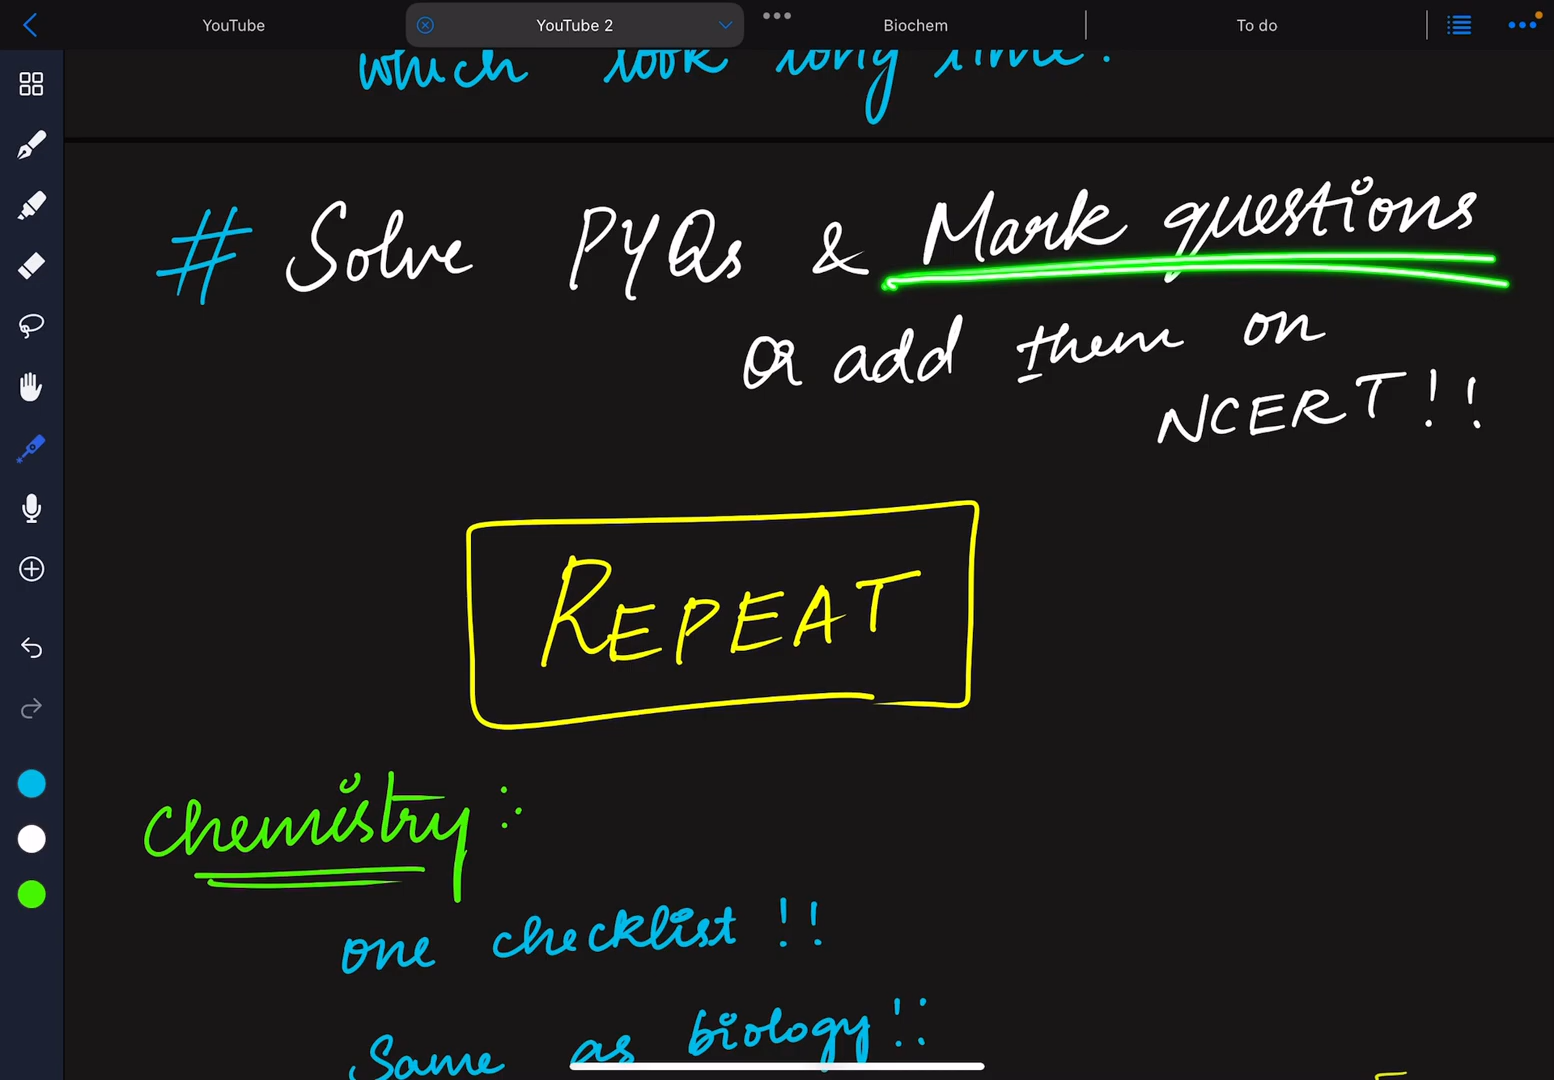 YouTube YouTube 2 Biochem To do
which took long time.
# Solve PYQs & Mark questions
or add them on
NCERT!!
REPEAT
Chemistry :
one checklist !!
Same as biology!!